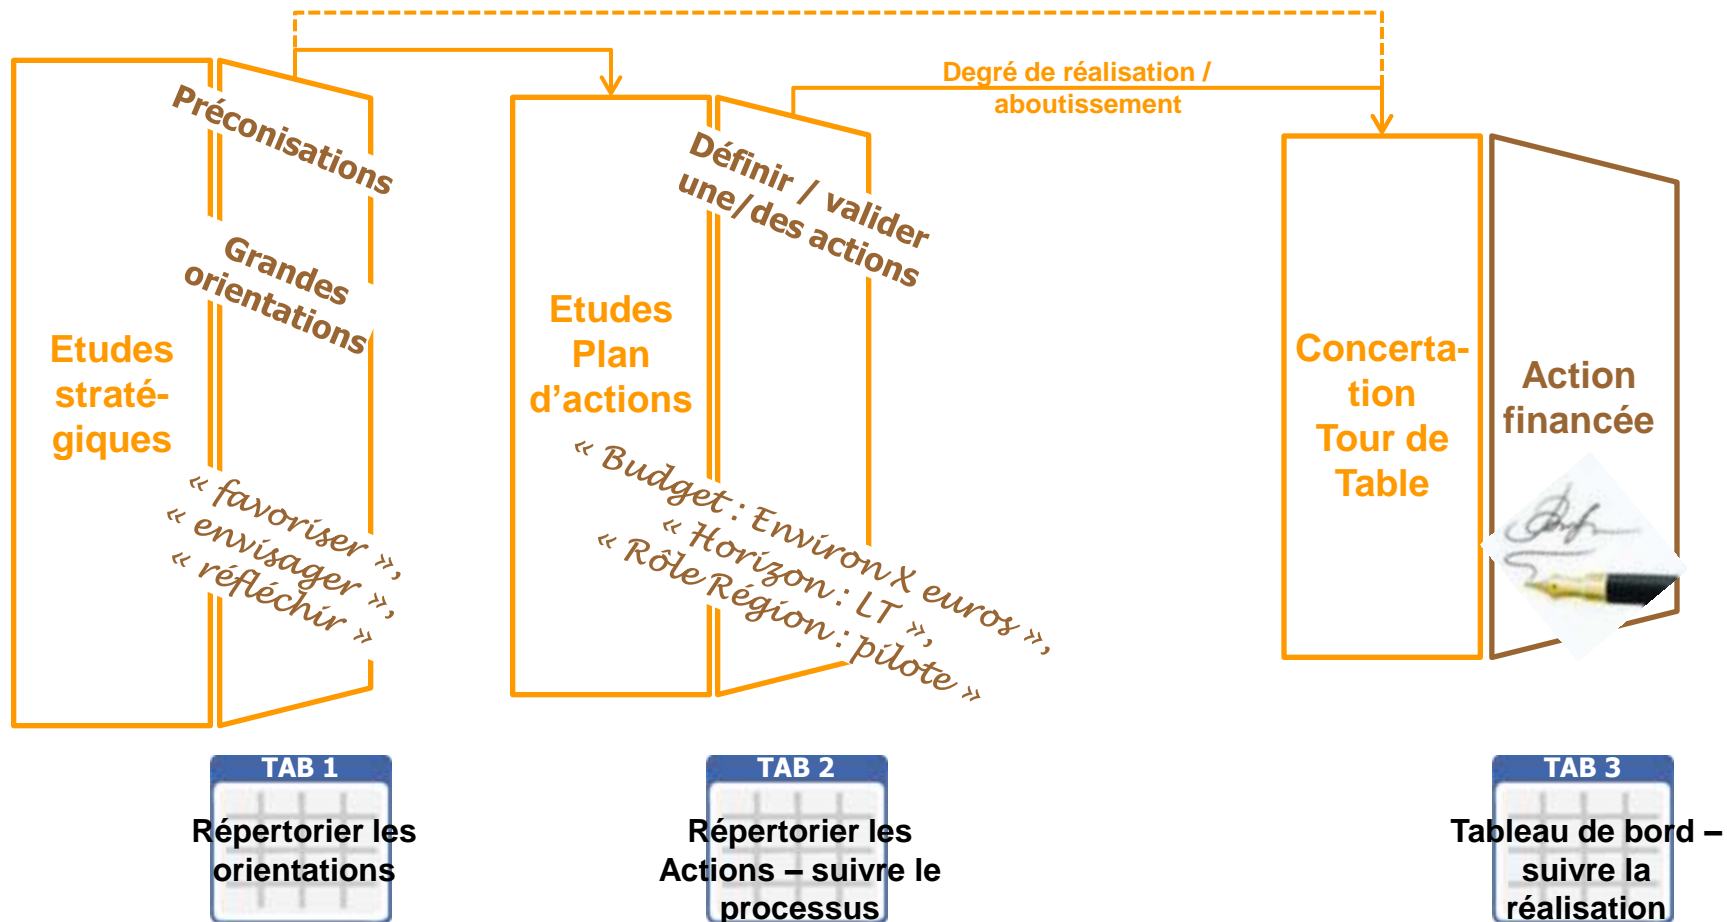 Degré de réalisation /
aboutissement
Préconisations
Grandes
orientations
Etudes
straté-
giques
« favoriser »,
« envisager »,
« réfléchir »
Définir / valider
une/des actions
Etudes
Plan
d’actions
« Budget : Environ X euros »,
« Horizon : LT »,
« Rôle Région : pilote »
Concerta-
tion
Tour de
Table
Action
financée
TAB 1
Répertorier les
orientations
TAB 2
Répertorier les
Actions – suivre le
processus
TAB 3
Tableau de bord –
suivre la
réalisation